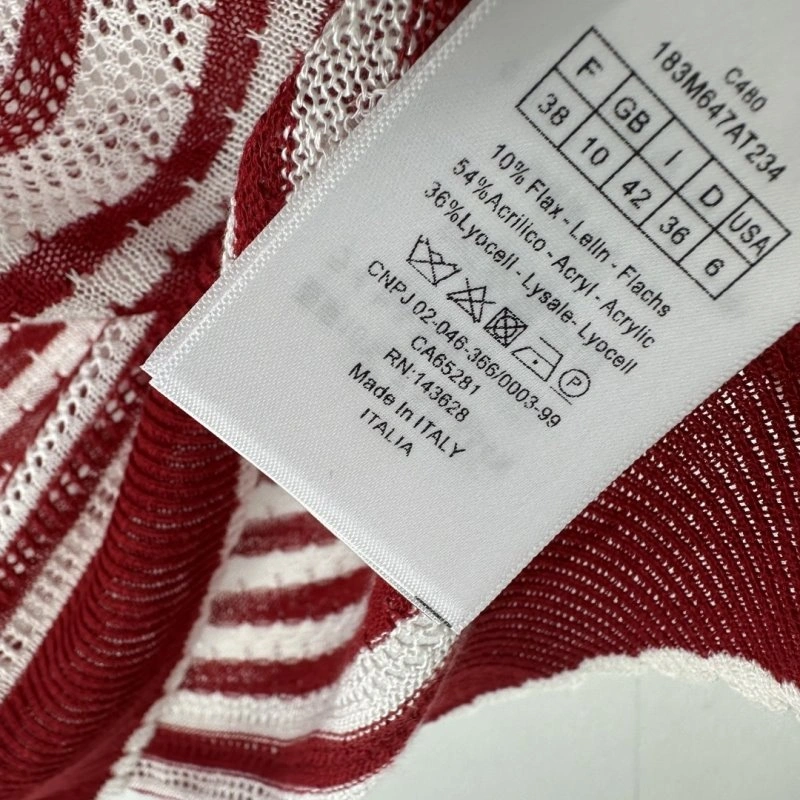 C480
183M647AT234
F GB I D USA
38 10 42 36 6
10% Flax - Leiln - Flachs
54%Acrilico - Acryl - Acrylic
36%Lyocell - Lysale- Lyocell
P
CNPJ 02-046-366/0003-99
CA65281
RN:143628
Made In ITALY
ITALIA